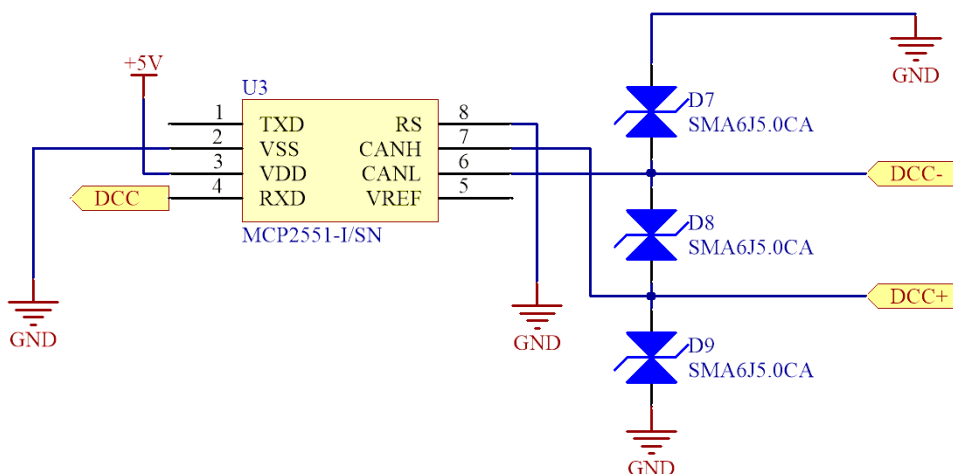 +5V
U3
1 TXD RS 8
2 VSS CANH 7
3 VDD CANL 6
4 RXD VREF 5
MCP2551-I/SN
DCC
GND
GND
GND
D7
SMA6J5.0CA
DCC-
D8
SMA6J5.0CA
DCC+
D9
SMA6J5.0CA
GND